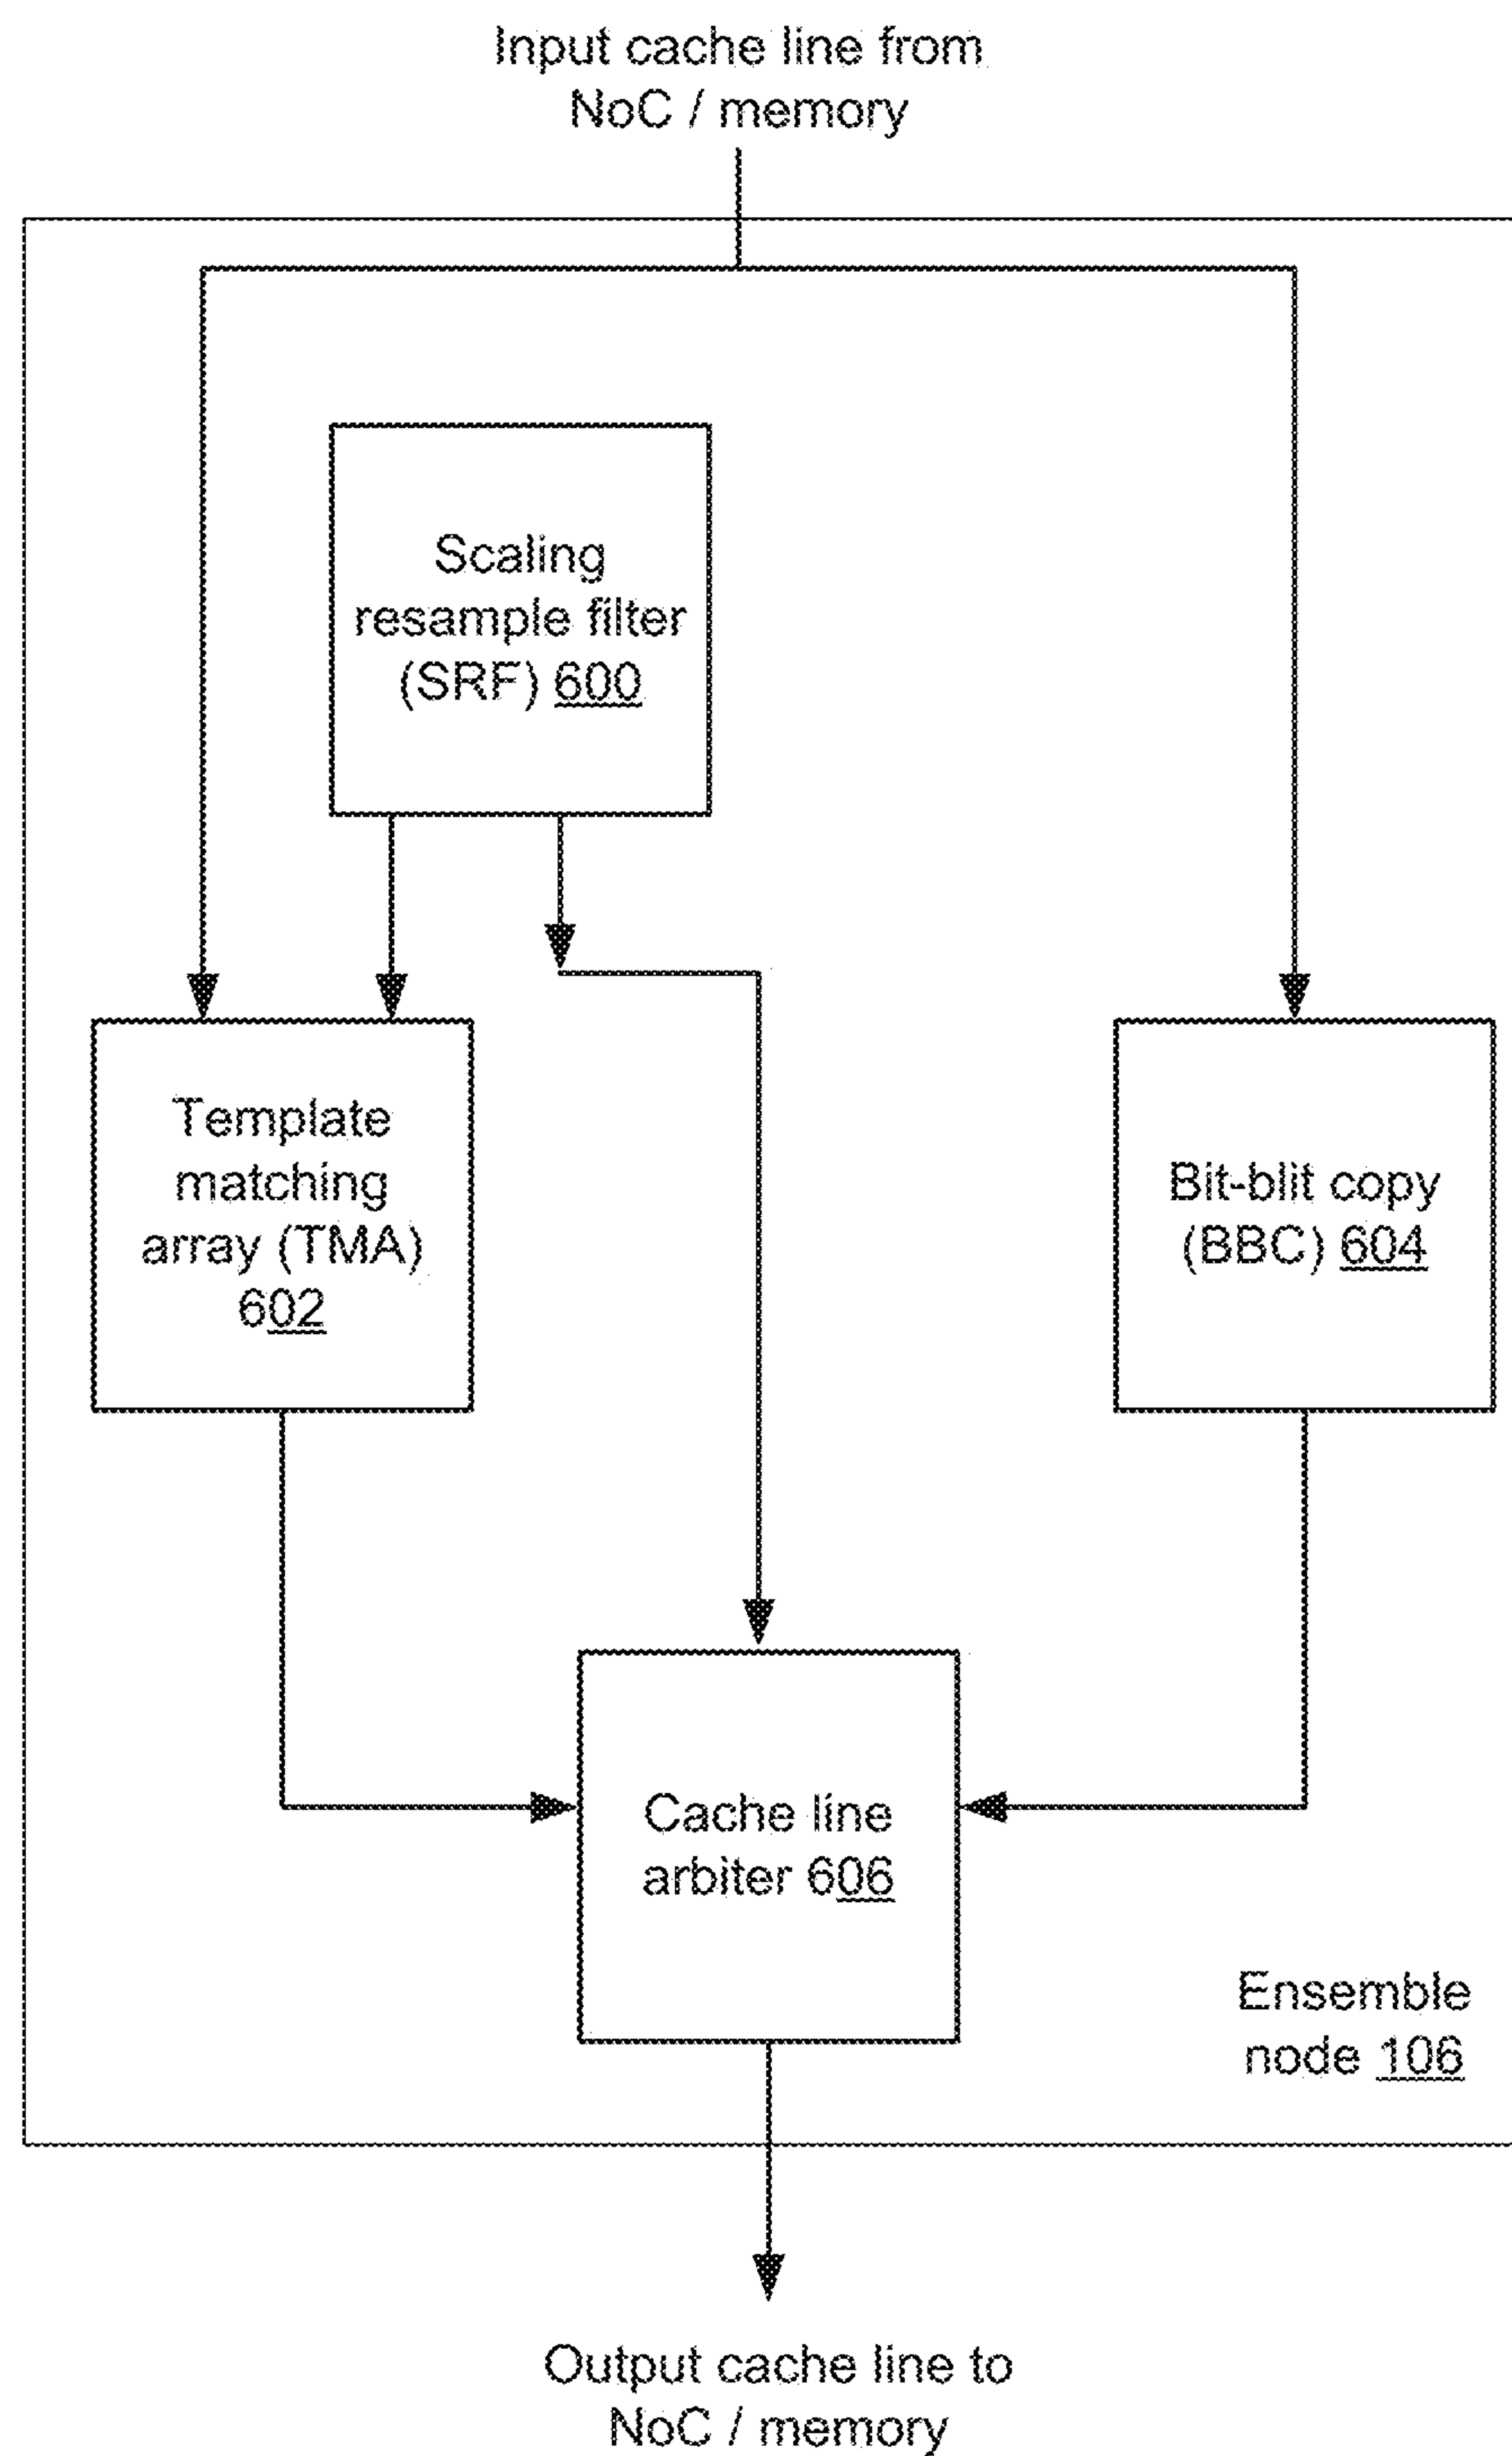 Input cache line from
NoC / memory
Scaling
resample filter
(SRF) 600
Template
matching
array (TMA)
602
Bit-blit copy
(BBC) 604
Cache line
arbiter 606
Ensemble
node 106
Output cache line to
NoC / memory